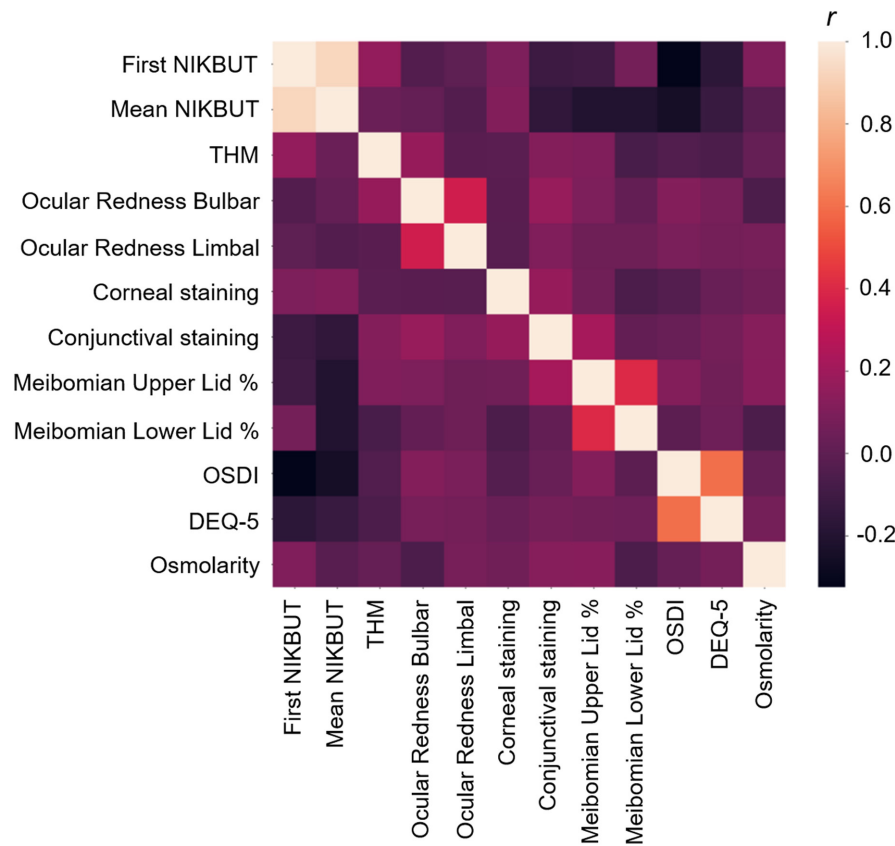 r
First NIKBUT
Mean NIKBUT
THM
Ocular Redness Bulbar
Ocular Redness Limbal
Corneal staining
Conjunctival staining
Meibomian Upper Lid %
Meibomian Lower Lid %
OSDI
DEQ-5
Osmolarity
1.0
0.8
0.6
0.4
0.2
0.0
-0.2
First NIKBUT
Mean NIKBUT
THM
Ocular Redness Bulbar
Ocular Redness Limbal
Corneal staining
Conjunctival staining
Meibomian Upper Lid %
Meibomian Lower Lid %
OSDI
DEQ-5
Osmolarity